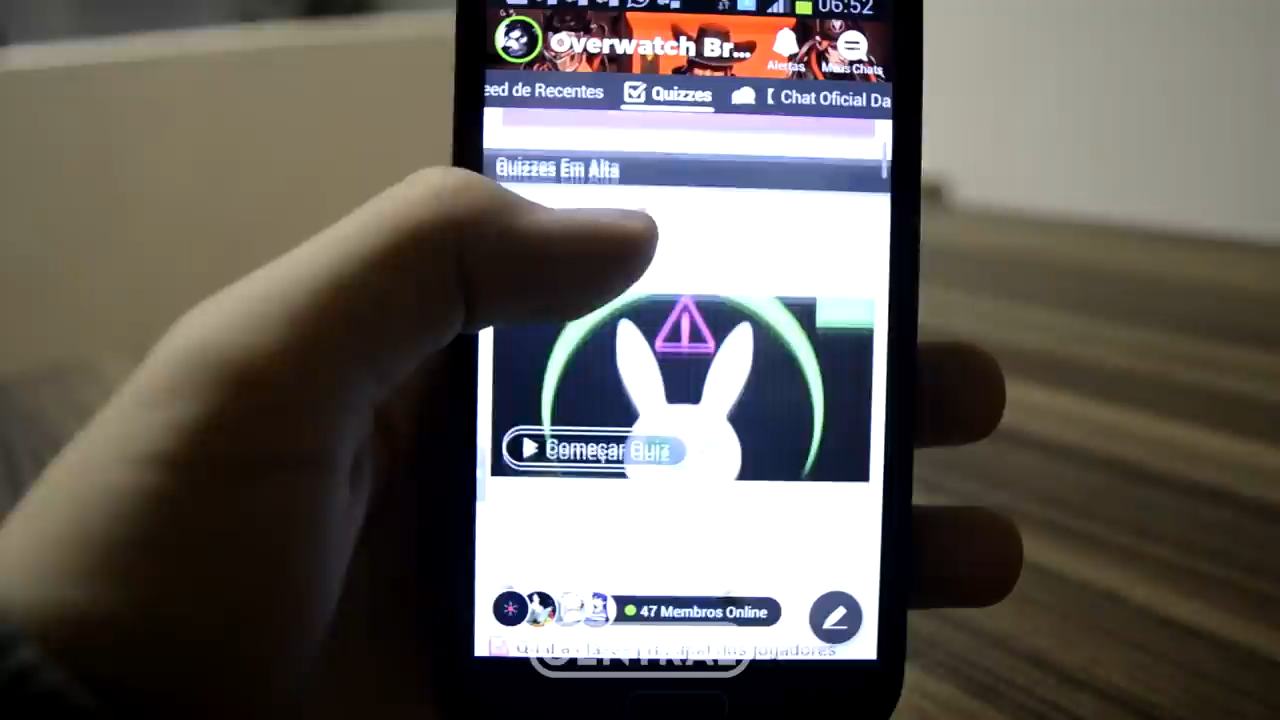 06:52
Overwatch Br...
Alertas
Meus Chats
eed de Recentes
Quizzes
Chat Oficial Da
Quizzes Em Alta
Começar Quiz
47 Membros Online
CENTRAL